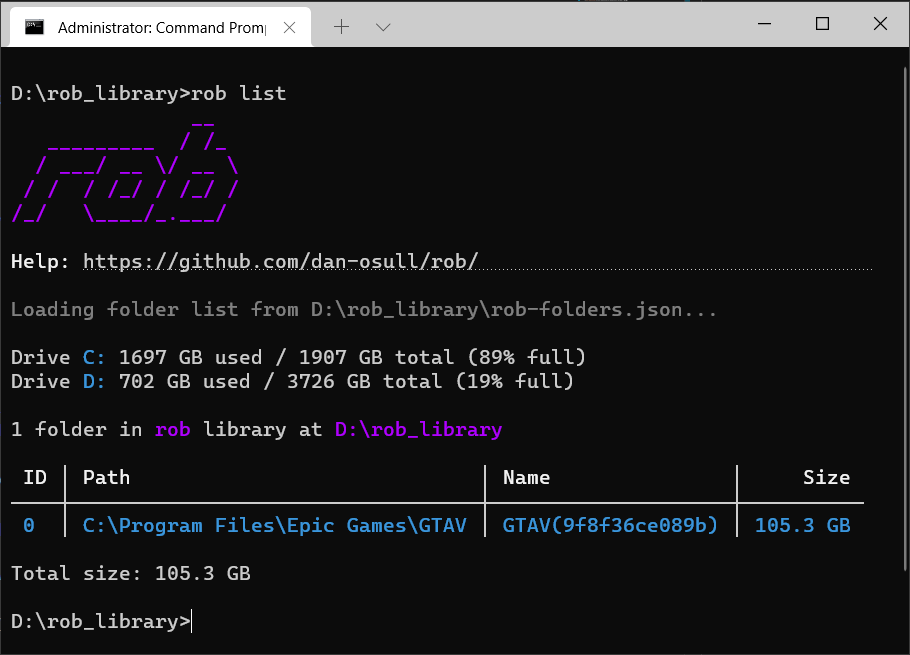 Administrator: Command Prom
D:\rob_library>rob list
rob
Help: https://github.com/dan-osull/rob/
Loading folder list from D:\rob_library\rob-folders.json...
Drive C: 1697 GB used / 1907 GB total (89% full)
Drive D: 702 GB used / 3726 GB total (19% full)
1 folder in rob library at D:\rob_library
ID Path Name Size
0 C:\Program Files\Epic Games\GTAV GTAV(9f8f36ce089b) 105.3 GB
Total size: 105.3 GB
D:\rob_library>